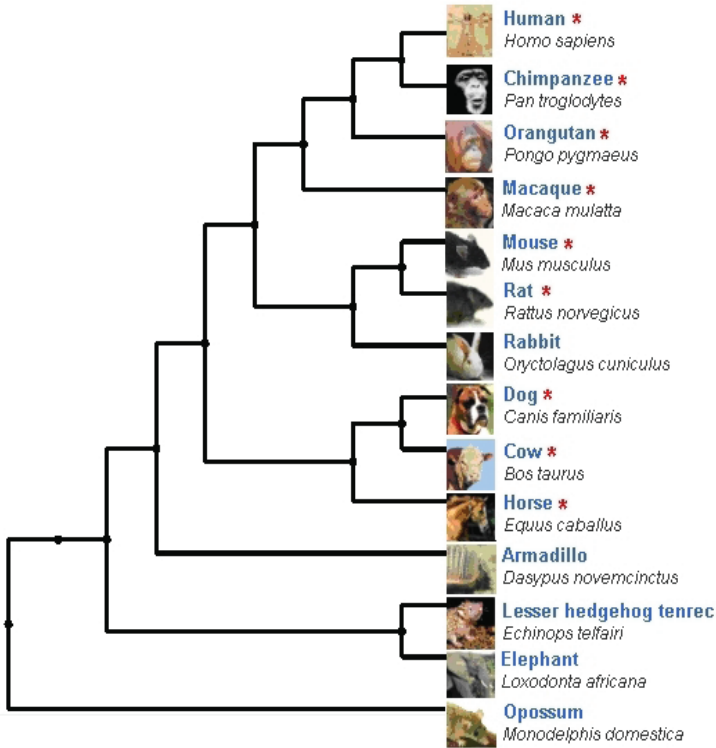 Human *
Homo sapiens
Chimpanzee *
Pan troglodytes
Orangutan *
Pongo pygmaeus
Macaque *
Macaca mulatta
Mouse *
Mus musculus
Rat *
Rattus norvegicus
Rabbit
Oryctolagus cuniculus
Dog *
Canis familiaris
Cow *
Bos taurus
Horse *
Equus caballus
Armadillo
Dasypus novemcinctus
Lesser hedgehog tenrec
Echinops telfairi
Elephant
Loxodonta africana
Opossum
Monodelphis domestica